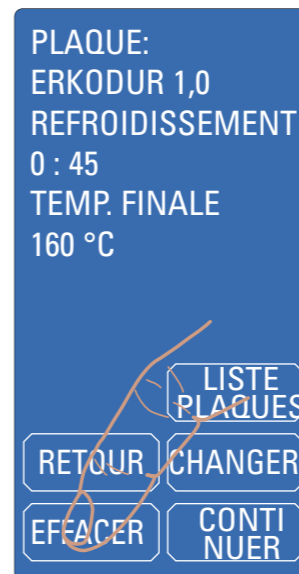 PLAQUE:
ERKODUR 1,0
REFROIDISSEMENT
0 : 45
TEMP. FINALE
160 °C
LISTE
PLAQUES
RETOUR
CHANGER
EFFACER
CONTI
NUER